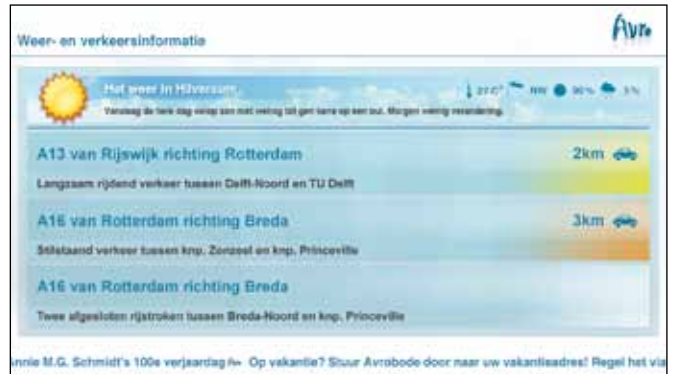 Avro
Weer- en verkeersinformatie
Het weer in Hilversum
Vandaag de hele dag volop zon met weinig tot gen kans op een bui. Morgen weinig verandering.
A13 van Rijswijk richting Rotterdam 2km
Langzaam rijdend verkeer tussen Delft-Noord en TU Delft
A16 van Rotterdam richting Breda 3km
Stilstaand verkeer tussen knp. Zonzeel en knp. Princeville
A16 van Rotterdam richting Breda
Twee afgesloten rijstroken tussen Breda-Noord en knp. Princeville
nnie M.G. Schmidt's 100e verjaardag Avro Op vakantie? Stuur Avrobode door naar uw vakantieadres! Regel het via